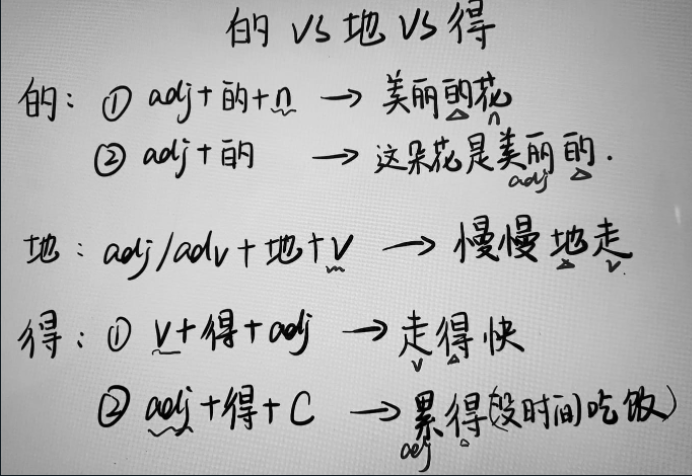 的 VS 地 VS 得
的：① adj+的+n → 美丽的花
n
② adj+的 → 这朵花是美丽的.
adj
地：adj/adv+地+v → 慢慢地走
v
得：① v+得+adj → 走得快
v
② adj+得+C → 累得(没时间吃饭)
adj